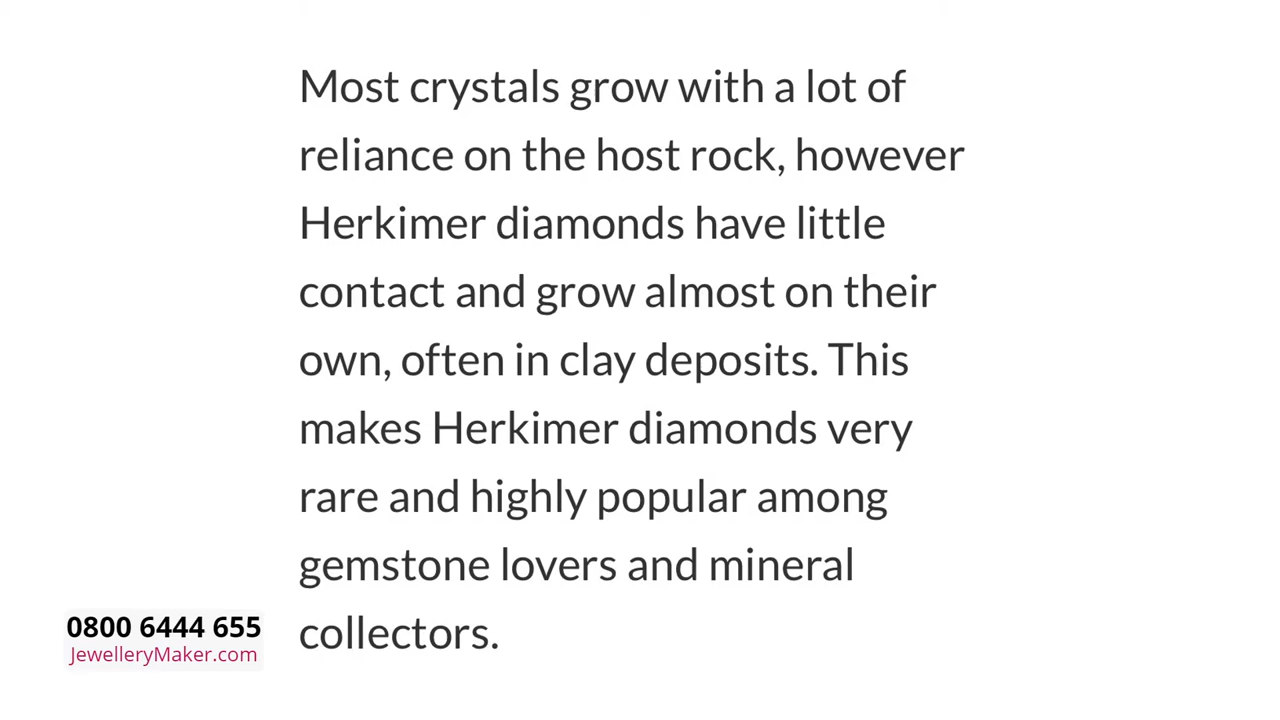 Most crystals grow with a lot of
reliance on the host rock, however
Herkimer diamonds have little
contact and grow almost on their
own, often in clay deposits. This
makes Herkimer diamonds very
rare and highly popular among
gemstone lovers and mineral
collectors.
0800 6444 655
JewelleryMaker.com